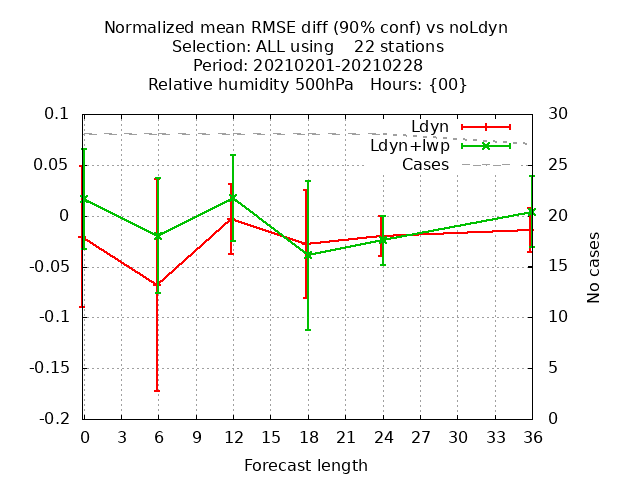 Normalized mean RMSE diff (90% conf) vs noLdyn
Selection: ALL using    22 stations
Period: 20210201-20210228
Relative humidity 500hPa   Hours: {00}
0.1
0.05
0
-0.05
-0.1
-0.15
-0.2
30
25
20
15
10
5
0
No cases
Ldyn
Ldyn+lwp
Cases
0 3 6 9 12 15 18 21 24 27 30 33 36
Forecast length